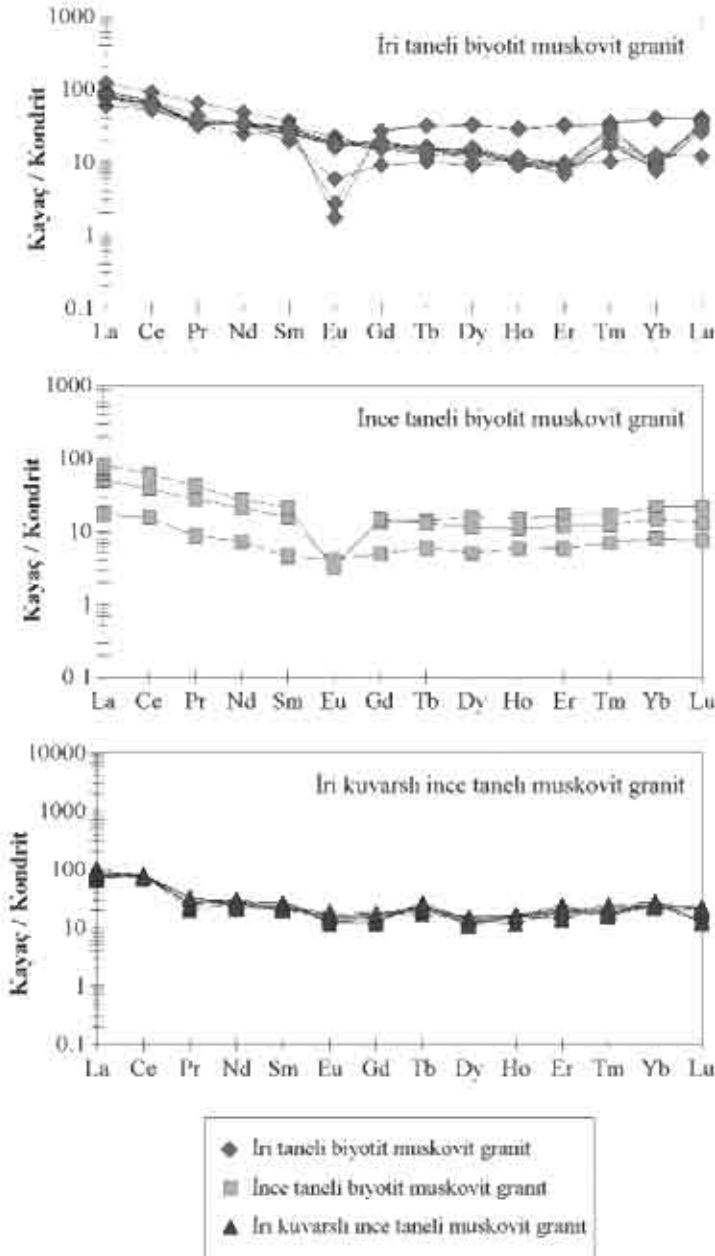 1000
İri taneli biyotit muskovit granit
100
10
1
0.1
Kayaç / Kondrit
La Ce Pr Nd Sm Eu Gd Tb Dy Ho Er Tm Yb Lu
1000
İnce taneli biyotit muskovit granit
100
10
1
0.1
Kayaç / Kondrit
La Ce Pr Nd Sm Eu Gd Tb Dy Ho Er Tm Yb Lu
10000
İri kuvarslı ince taneli muskovit granit
1000
100
10
1
0.1
Kayaç / Kondrit
La Ce Pr Nd Sm Eu Gd Tb Dy Ho Er Tm Yb Lu
İri taneli biyotit muskovit granit
İnce taneli biyotit muskovit granit
İri kuvarslı ince taneli muskovit granit